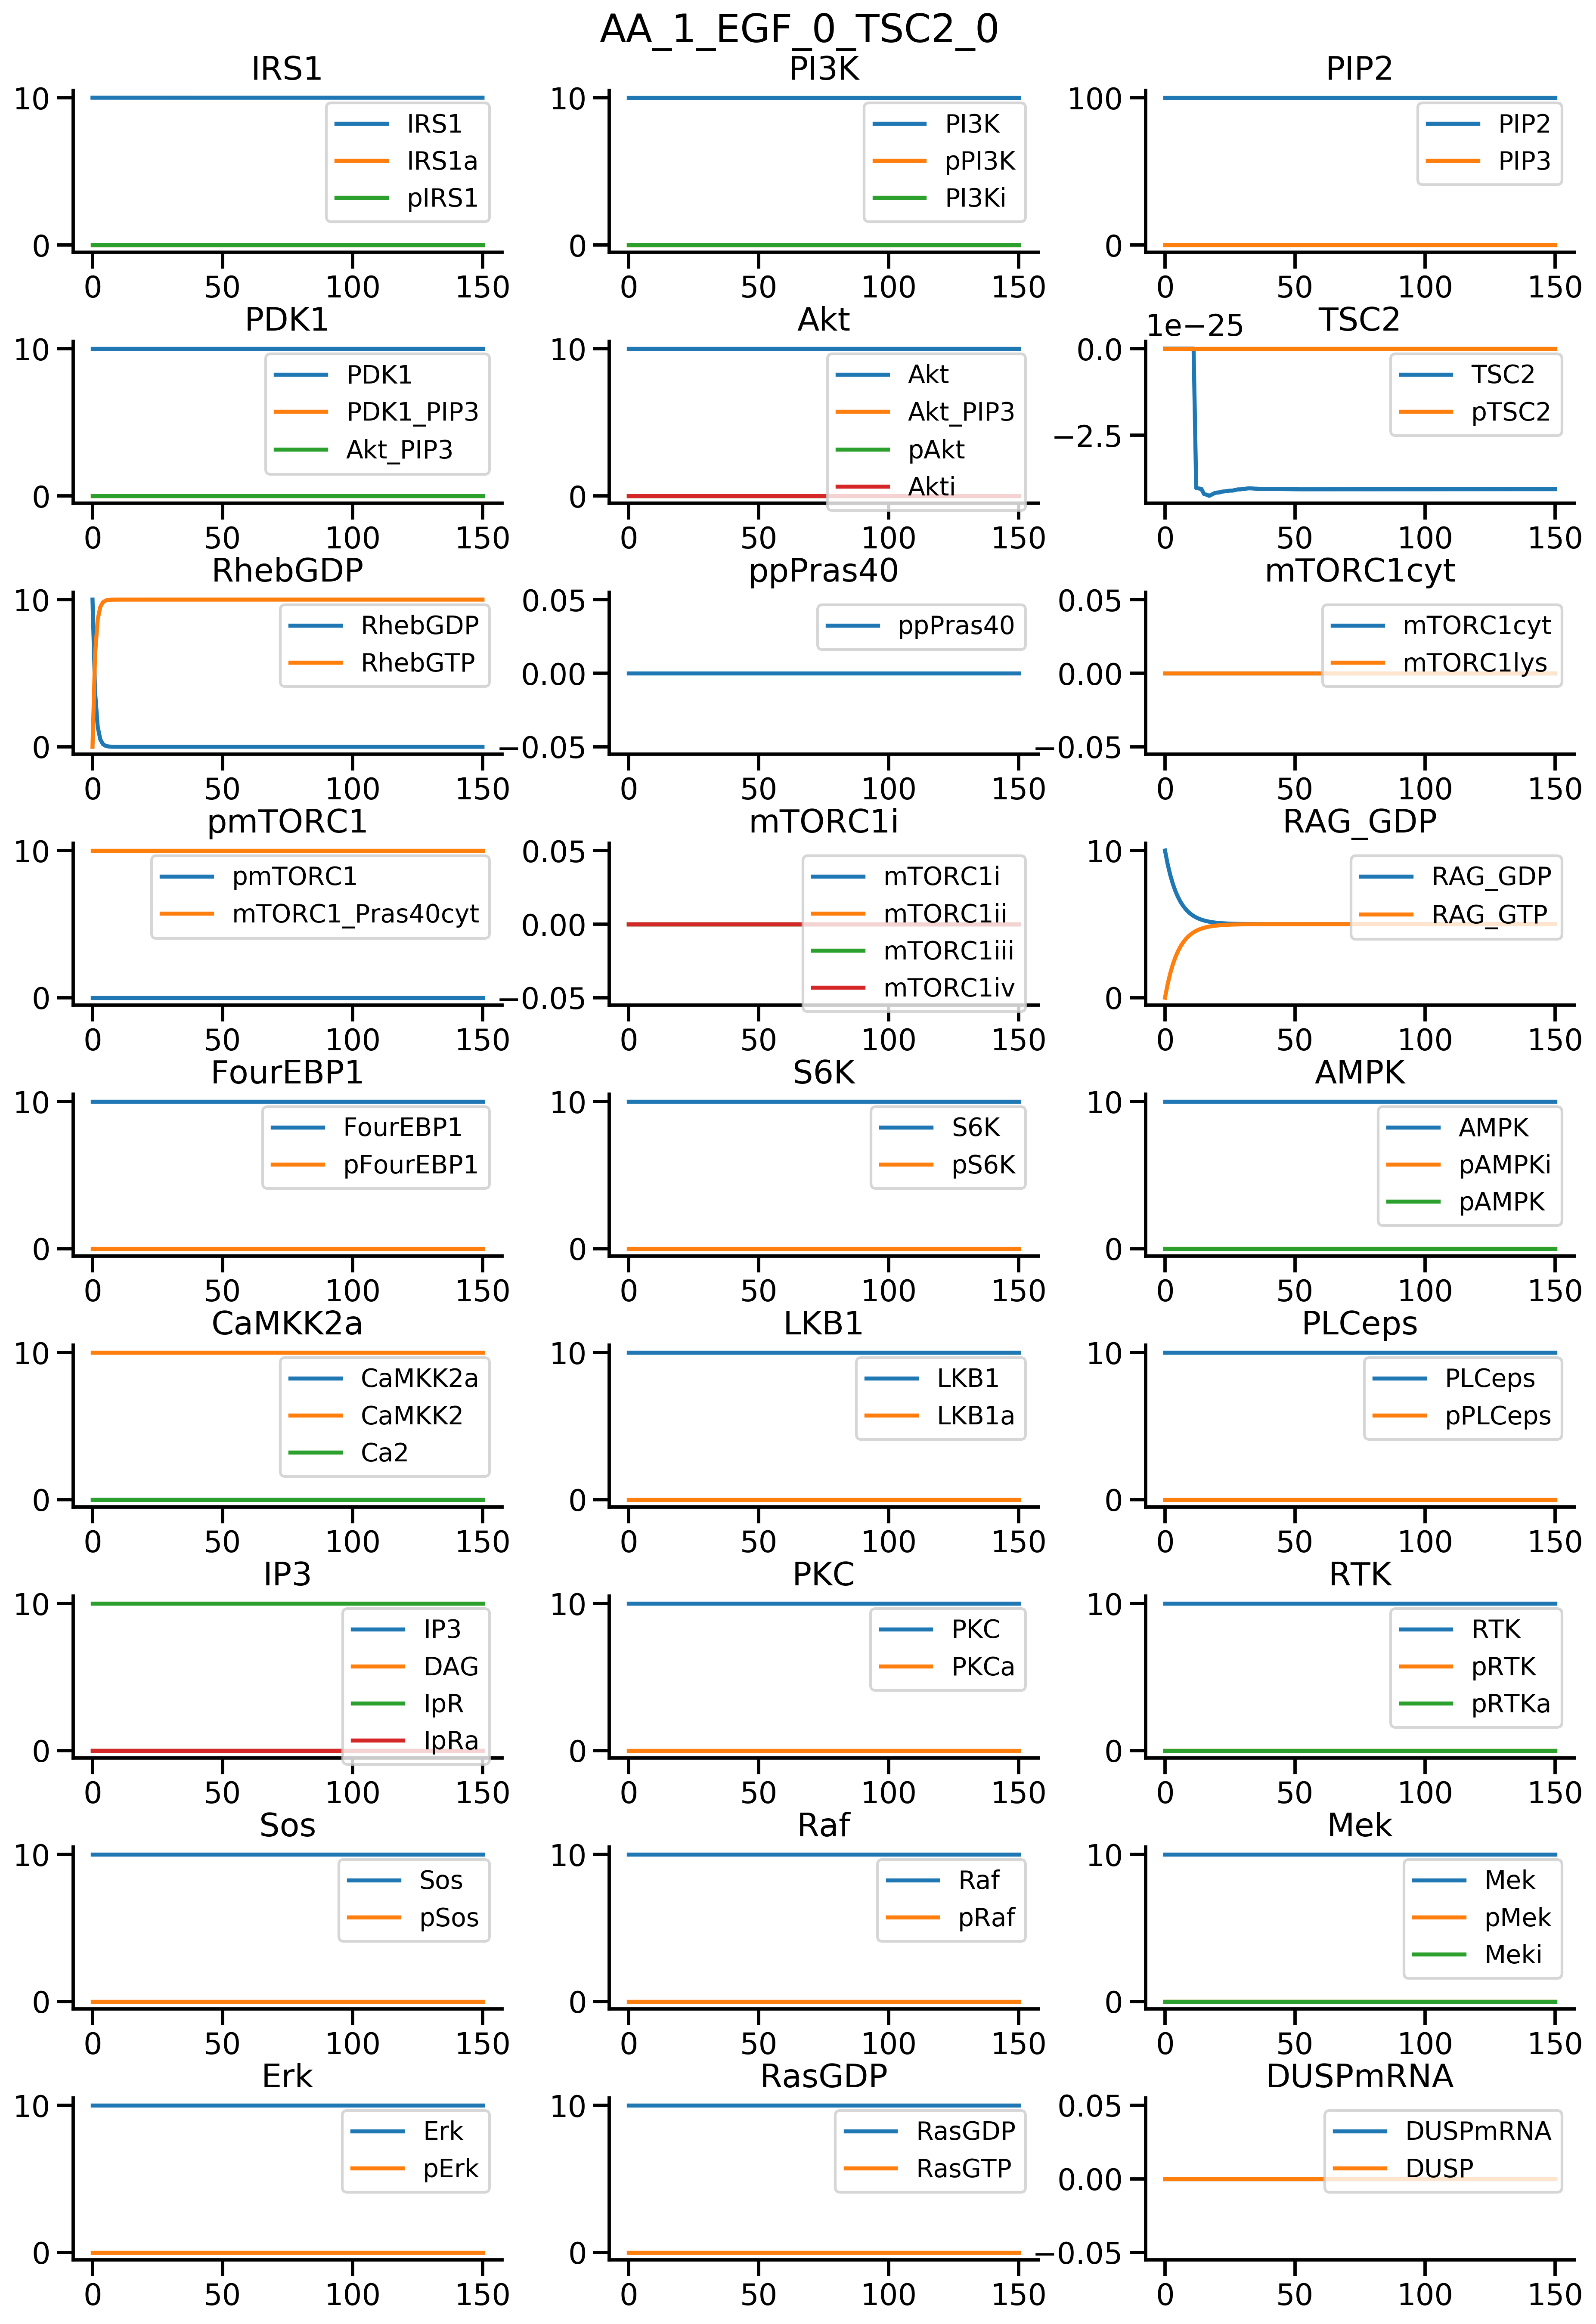 AA_1_EGF_0_TSC2_0
IRS1
10
0
0 50 100 150
IRS1
IRS1a
pIRS1
PI3K
10
0
0 50 100 150
PI3K
pPI3K
PI3Ki
PIP2
100
0
0 50 100 150
PIP2
PIP3
PDK1
10
0
0 50 100 150
PDK1
PDK1_PIP3
Akt_PIP3
Akt
10
0
0 50 100 150
Akt
Akt_PIP3
pAkt
Akti
TSC2
1e−25
0.0
−2.5
0 50 100 150
TSC2
pTSC2
RhebGDP
10
0
0 50 100 150
RhebGDP
RhebGTP
ppPras40
0.05
0.00
−0.05
0 50 100 150
ppPras40
mTORC1cyt
0.05
0.00
−0.05
0 50 100 150
mTORC1cyt
mTORC1lys
pmTORC1
10
0
0 50 100 150
pmTORC1
mTORC1_Pras40cyt
mTORC1i
0.05
0.00
−0.05
0 50 100 150
mTORC1i
mTORC1ii
mTORC1iii
mTORC1iv
RAG_GDP
10
0
0 50 100 150
RAG_GDP
RAG_GTP
FourEBP1
10
0
0 50 100 150
FourEBP1
pFourEBP1
S6K
10
0
0 50 100 150
S6K
pS6K
AMPK
10
0
0 50 100 150
AMPK
pAMPKi
pAMPK
CaMKK2a
10
0
0 50 100 150
CaMKK2a
CaMKK2
Ca2
LKB1
10
0
0 50 100 150
LKB1
LKB1a
PLCeps
10
0
0 50 100 150
PLCeps
pPLCeps
IP3
10
0
0 50 100 150
IP3
DAG
IpR
IpRa
PKC
10
0
0 50 100 150
PKC
PKCa
RTK
10
0
0 50 100 150
RTK
pRTK
pRTKa
Sos
10
0
0 50 100 150
Sos
pSos
Raf
10
0
0 50 100 150
Raf
pRaf
Mek
10
0
0 50 100 150
Mek
pMek
Meki
Erk
10
0
0 50 100 150
Erk
pErk
RasGDP
10
0
0 50 100 150
RasGDP
RasGTP
DUSPmRNA
0.05
0.00
−0.05
0 50 100 150
DUSPmRNA
DUSP